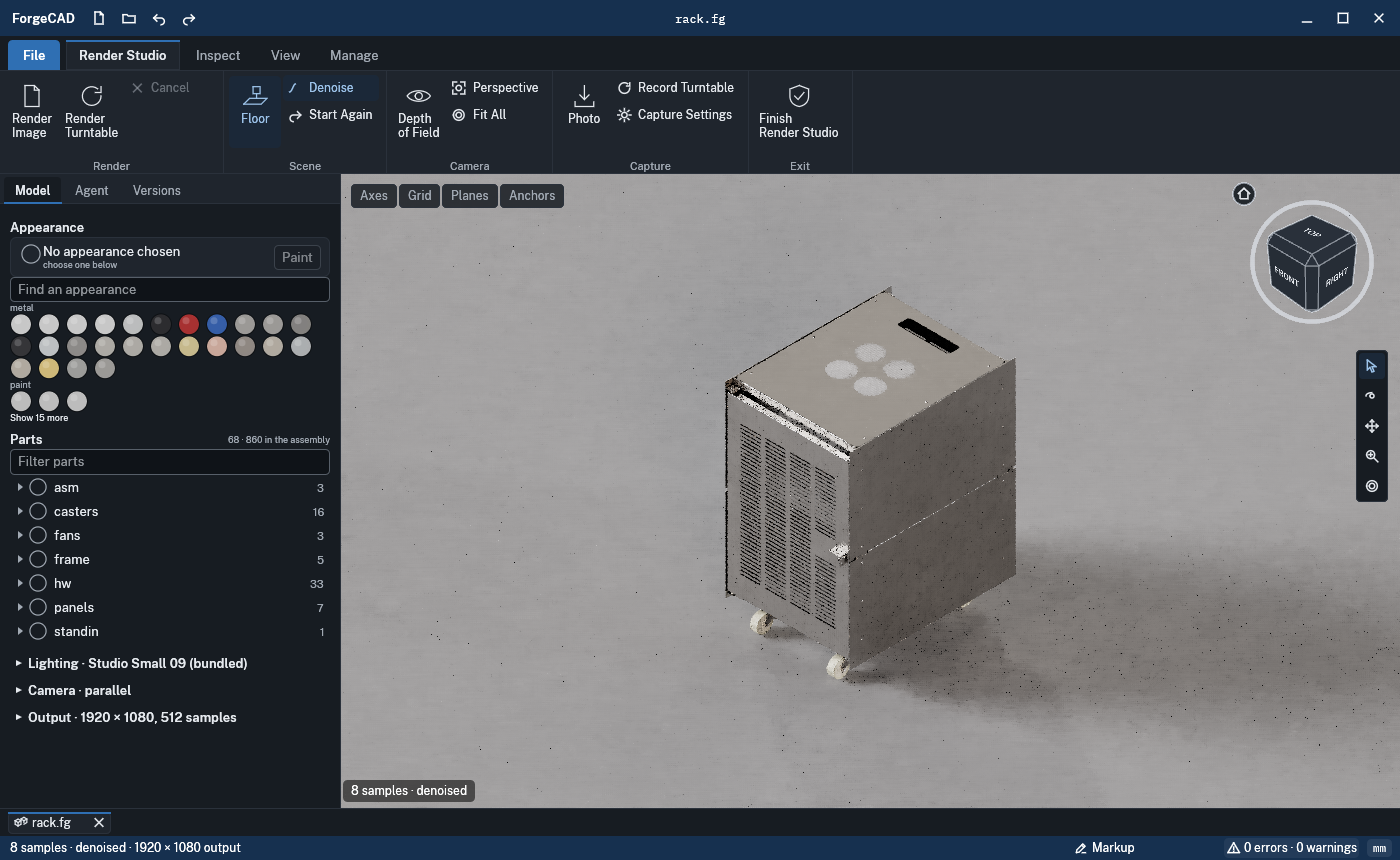 ForgeCAD
rack.fg
File
Render Studio
Inspect
View
Manage
Render
Image
Render
Turntable
Cancel
Render
Floor
Denoise
Start Again
Scene
Depth
of Field
Perspective
Fit All
Camera
Photo
Record Turntable
Capture Settings
Capture
Finish
Render Studio
Exit
Model
Agent
Versions
Appearance
No appearance chosen
choose one below
Paint
Find an appearance
metal
paint
Show 15 more
Parts
68 · 860 in the assembly
Filter parts
asm 3
casters 16
fans 3
frame 5
hw 33
panels 7
standin 1
Lighting · Studio Small 09 (bundled)
Camera · parallel
Output · 1920 × 1080, 512 samples
Axes
Grid
Planes
Anchors
TOP
FRONT
RIGHT
8 samples · denoised
rack.fg
8 samples · denoised · 1920 × 1080 output
Markup
0 errors · 0 warnings
mm